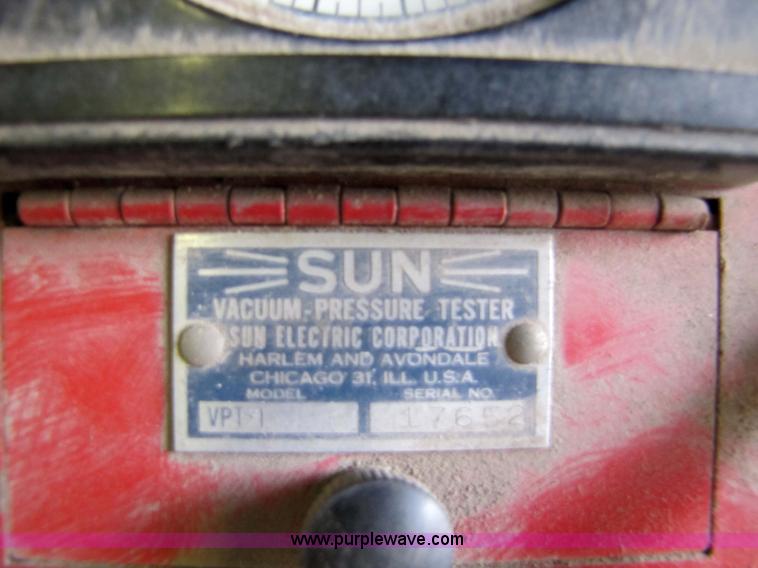 SUN
VACUUM-PRESSURE TESTER
SUN ELECTRIC CORPORATION
HARLEM AND AVONDALE
CHICAGO 31, ILL. U.S.A.
MODEL SERIAL NO.
VPT-1 17652
www.purplewave.com